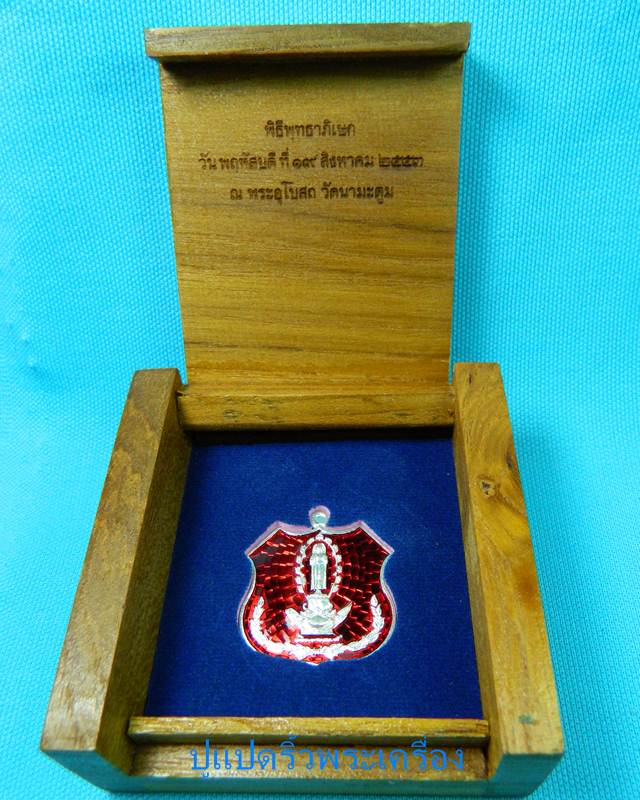 พิธีพุทธาภิเษก
วัน พฤหัสบดี ที่ ๑๙ สิงหาคม ๒๕๕๓
ณ พระอุโบสถ วัดนามะตูม
ปูแปดริ้วพระเครื่อง